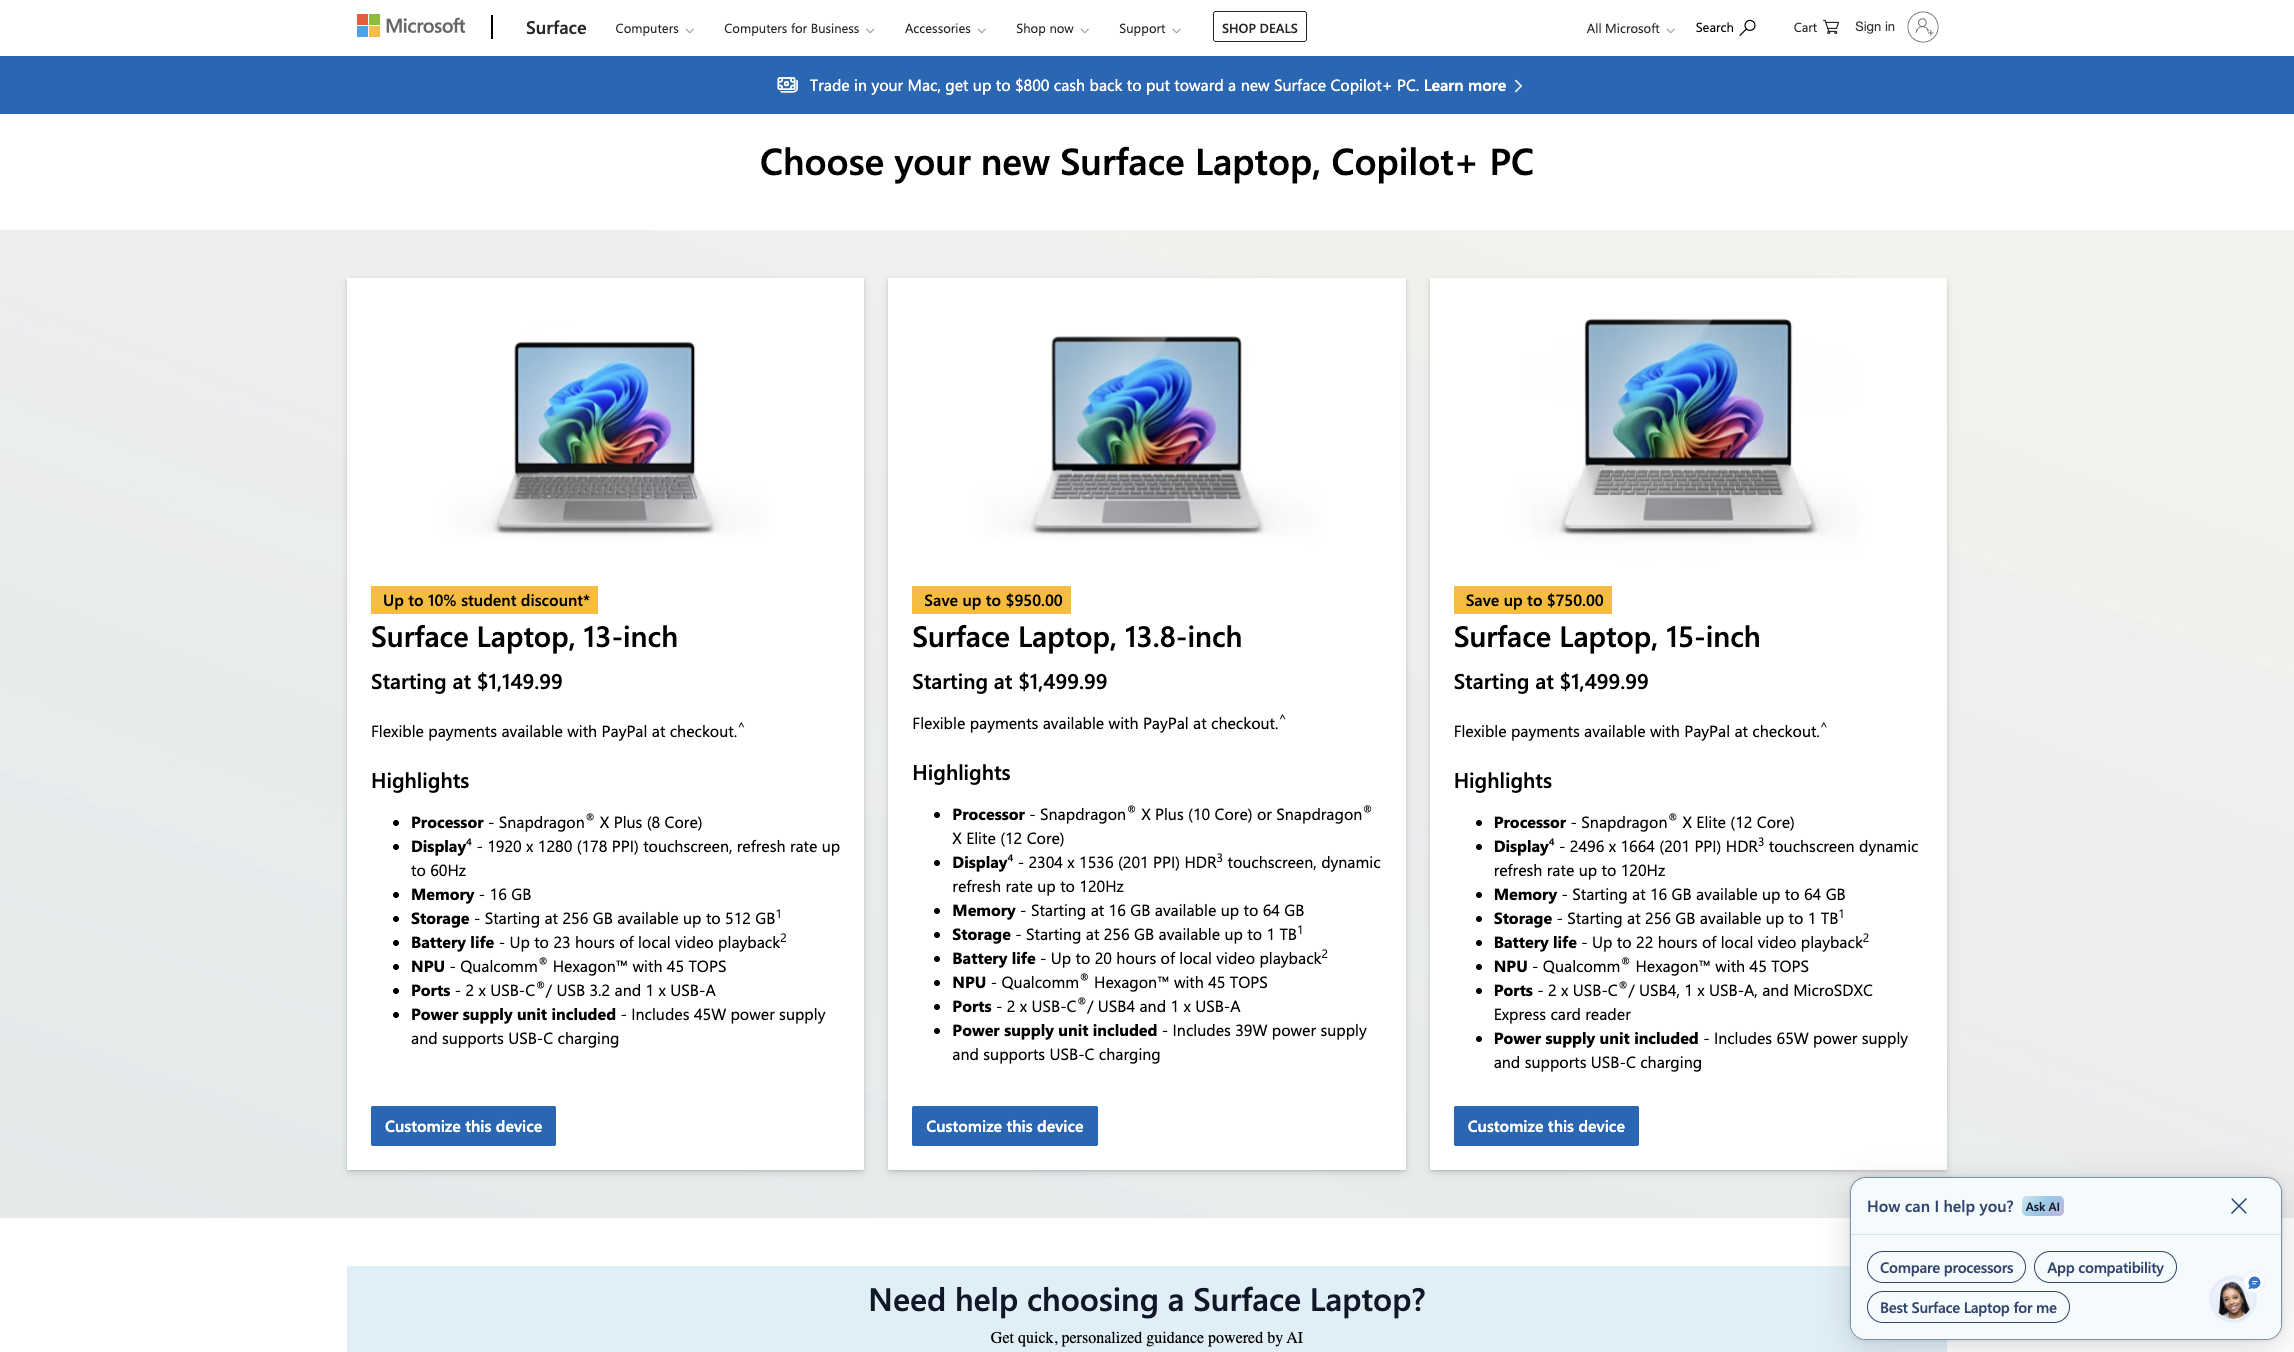 Microsoft
Surface
Computers
Computers for Business
Accessories
Shop now
Support
SHOP DEALS
All Microsoft
Search
Cart
Sign in
Trade in your Mac, get up to $800 cash back to put toward a new Surface Copilot+ PC. Learn more
Choose your new Surface Laptop, Copilot+ PC
Up to 10% student discount*
Surface Laptop, 13-inch
Starting at $1,149.99
Flexible payments available with PayPal at checkout.^
Highlights
• Processor - Snapdragon® X Plus (8 Core)
• Display⁴ - 1920 x 1280 (178 PPI) touchscreen, refresh rate up
to 60Hz
• Memory - 16 GB
• Storage - Starting at 256 GB available up to 512 GB¹
• Battery life - Up to 23 hours of local video playback²
• NPU - Qualcomm® Hexagon™ with 45 TOPS
• Ports - 2 x USB-C®/ USB 3.2 and 1 x USB-A
• Power supply unit included - Includes 45W power supply
and supports USB-C charging
Customize this device
Save up to $950.00
Surface Laptop, 13.8-inch
Starting at $1,499.99
Flexible payments available with PayPal at checkout.^
Highlights
• Processor - Snapdragon® X Plus (10 Core) or Snapdragon®
X Elite (12 Core)
• Display⁴ - 2304 x 1536 (201 PPI) HDR³ touchscreen, dynamic
refresh rate up to 120Hz
• Memory - Starting at 16 GB available up to 64 GB
• Storage - Starting at 256 GB available up to 1 TB¹
• Battery life - Up to 20 hours of local video playback²
• NPU - Qualcomm® Hexagon™ with 45 TOPS
• Ports - 2 x USB-C®/ USB4 and 1 x USB-A
• Power supply unit included - Includes 39W power supply
and supports USB-C charging
Customize this device
Save up to $750.00
Surface Laptop, 15-inch
Starting at $1,499.99
Flexible payments available with PayPal at checkout.^
Highlights
• Processor - Snapdragon® X Elite (12 Core)
• Display⁴ - 2496 x 1664 (201 PPI) HDR³ touchscreen dynamic
refresh rate up to 120Hz
• Memory - Starting at 16 GB available up to 64 GB
• Storage - Starting at 256 GB available up to 1 TB¹
• Battery life - Up to 22 hours of local video playback²
• NPU - Qualcomm® Hexagon™ with 45 TOPS
• Ports - 2 x USB-C®/ USB4, 1 x USB-A, and MicroSDXC
Express card reader
• Power supply unit included - Includes 65W power supply
and supports USB-C charging
Customize this device
Need help choosing a Surface Laptop?
Get quick, personalized guidance powered by AI
How can I help you? Ask AI
Compare processors
App compatibility
Best Surface Laptop for me